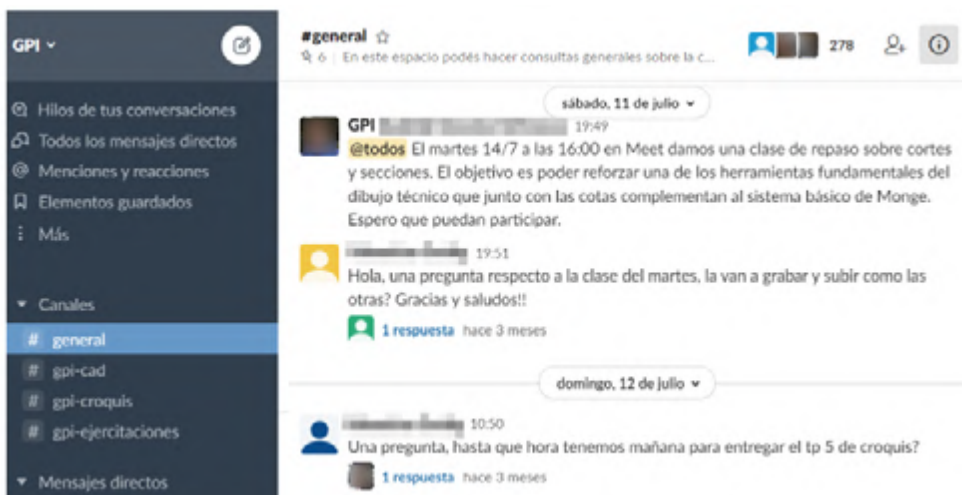 GPI
Hilos de tus conversaciones
Todos los mensajes directos
Menciones y reacciones
Elementos guardados
Más
Canales
# general
# gpi-cad
# gpi-croquis
# gpi-ejercitaciones
Mensajes directos
#general
6 | En este espacio podés hacer consultas generales sobre la c...
278
sábado, 11 de julio
GPI 19:49
@todos El martes 14/7 a las 16:00 en Meet damos una clase de repaso sobre cortes
y secciones. El objetivo es poder reforzar una de los herramientas fundamentales del
dibujo técnico que junto con las cotas complementan al sistema básico de Monge.
Espero que puedan participar.
19:51
Hola, una pregunta respecto a la clase del martes, la van a grabar y subir como las
otras? Gracias y saludos!!
1 respuesta hace 3 meses
domingo, 12 de julio
10:50
Una pregunta, hasta que hora tenemos mañana para entregar el tp 5 de croquis?
1 respuesta hace 3 meses